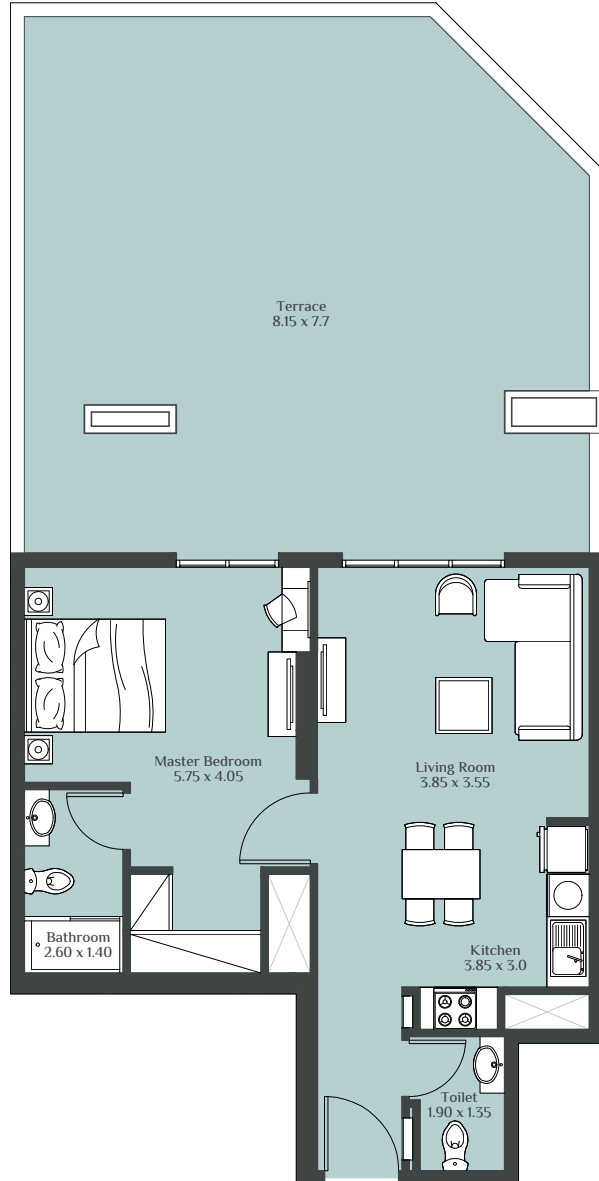 Terrace
8.15 x 7.7
Master Bedroom
5.75 x 4.05
Living Room
3.85 x 3.55
Bathroom
2.60 x 1.40
Kitchen
3.85 x 3.0
Toilet
1.90 x 1.35